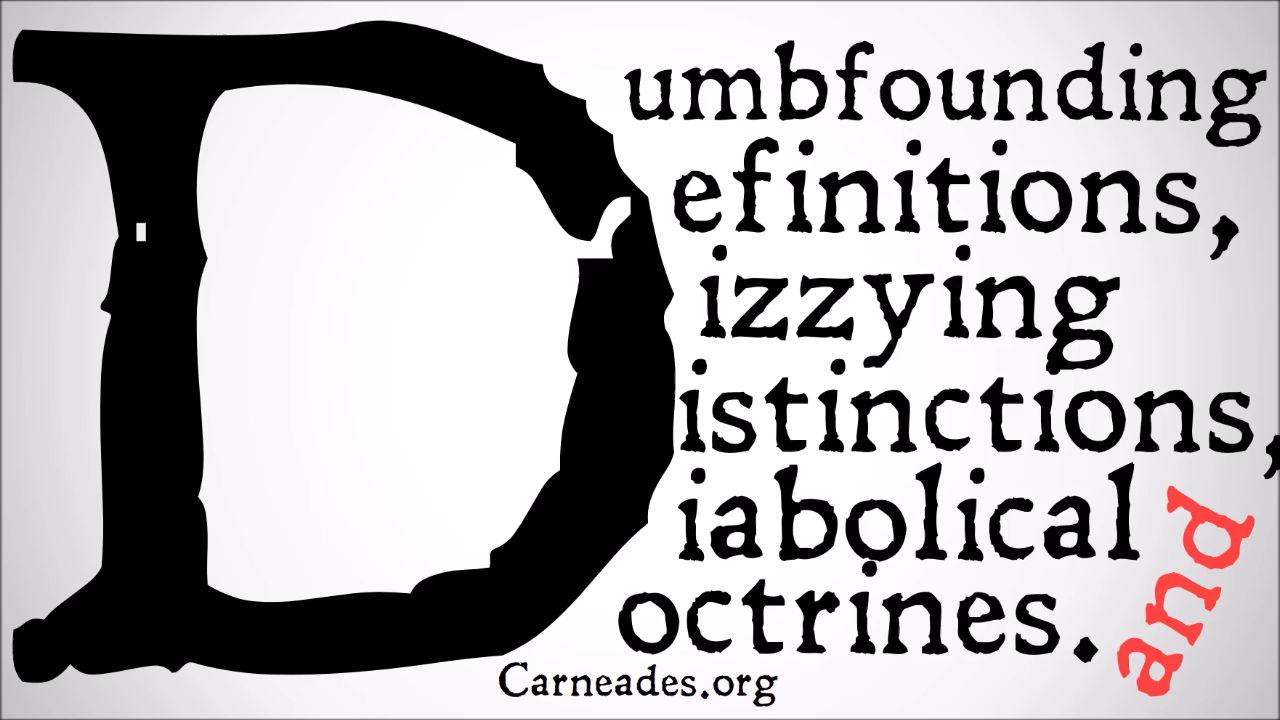 D
umbfounding
efinitions,
izzying
istinctions,
iabolical
and
octrines.
Carneades.org